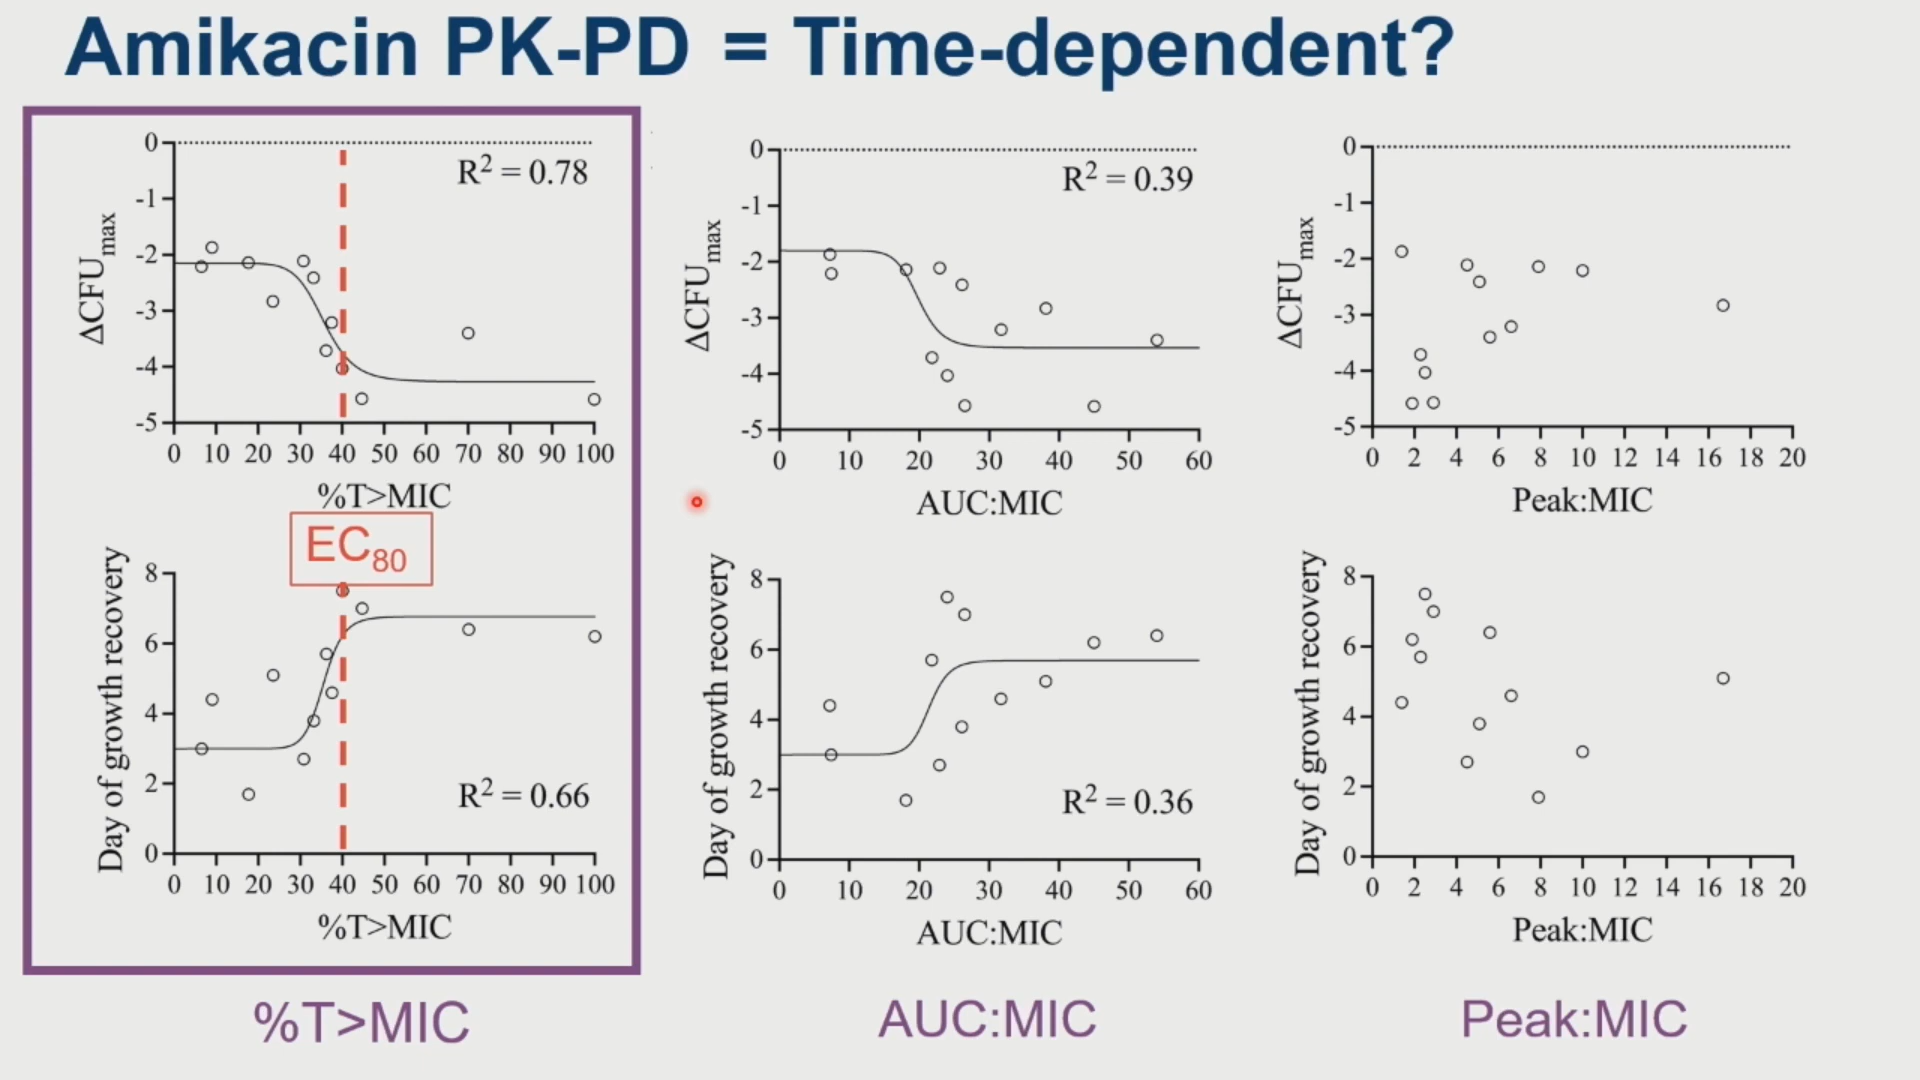 Amikacin PK-PD = Time-dependent?
0
-1
-2
-3
-4
-5
ΔCFUmax
R² = 0.78
0 10 20 30 40 50 60 70 80 90 100
%T>MIC
0
-1
-2
-3
-4
-5
ΔCFUmax
R² = 0.39
0 10 20 30 40 50 60
AUC:MIC
0
-1
-2
-3
-4
-5
ΔCFUmax
0 2 4 6 8 10 12 14 16 18 20
Peak:MIC
EC80
8
6
4
2
0
Day of growth recovery
R² = 0.66
0 10 20 30 40 50 60 70 80 90 100
%T>MIC
8
6
4
2
0
Day of growth recovery
R² = 0.36
0 10 20 30 40 50 60
AUC:MIC
8
6
4
2
0
Day of growth recovery
0 2 4 6 8 10 12 14 16 18 20
Peak:MIC
%T>MIC
AUC:MIC
Peak:MIC